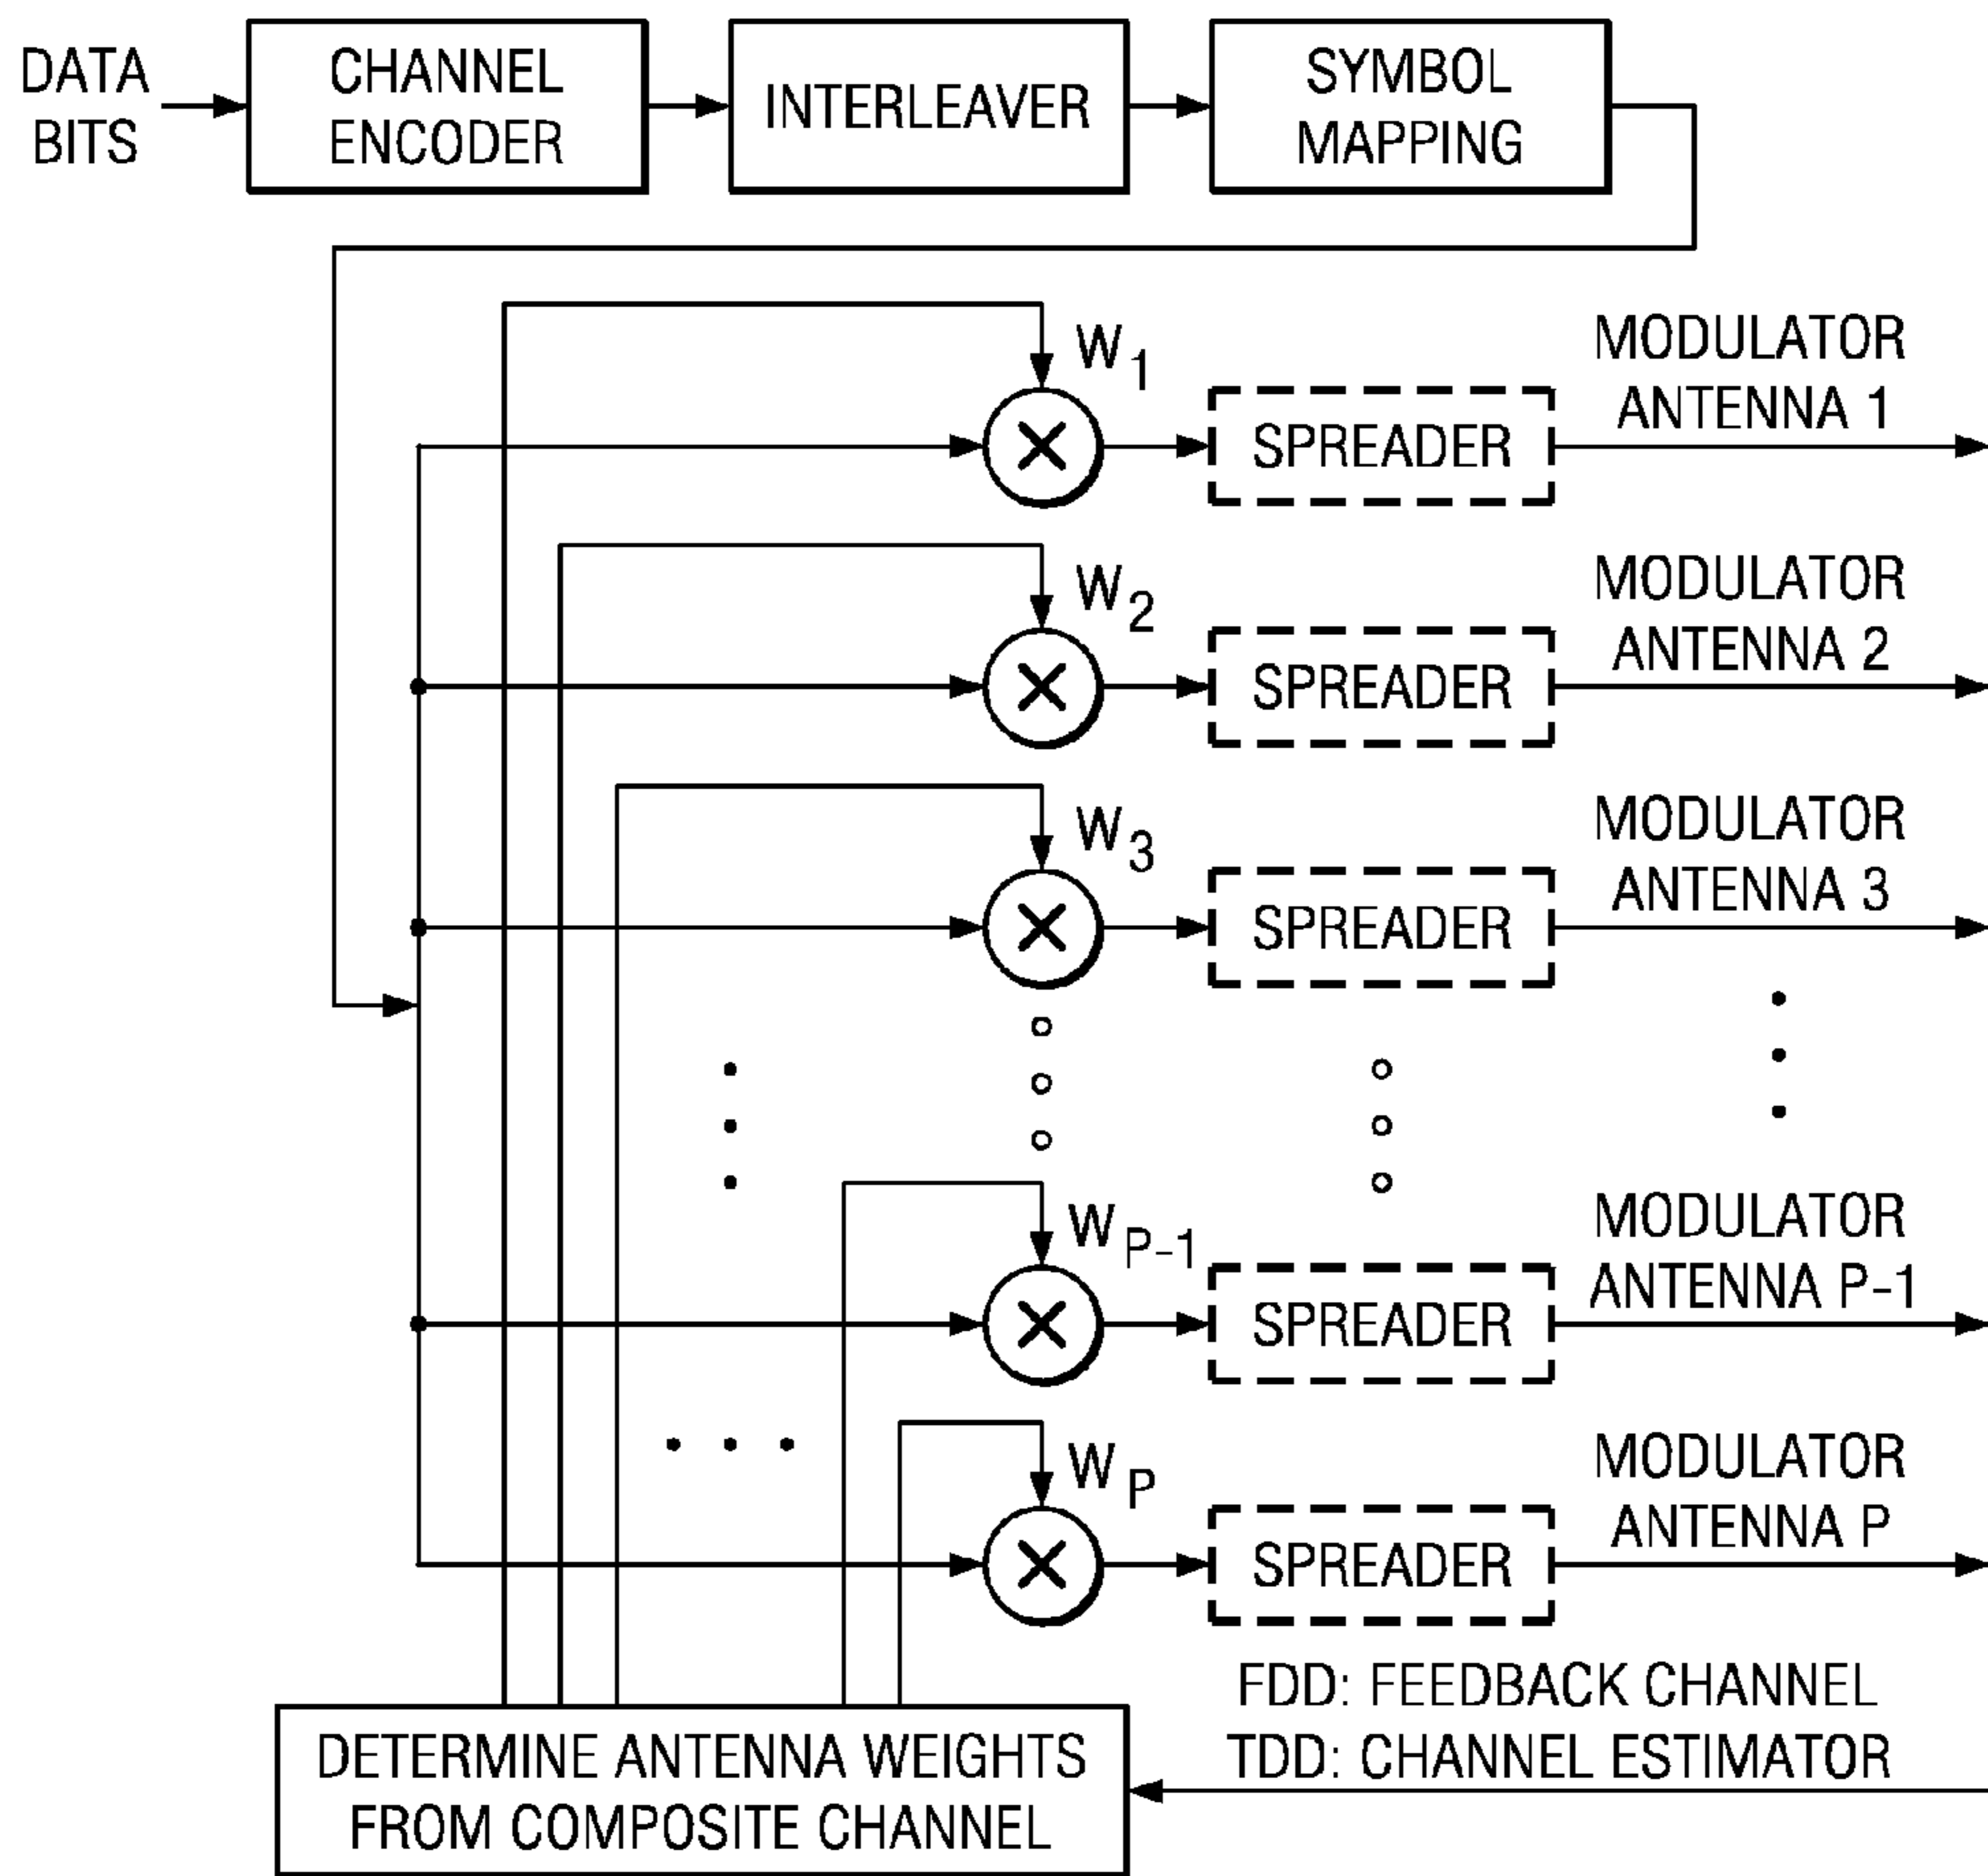 DATA
BITS
CHANNEL
ENCODER
INTERLEAVER
SYMBOL
MAPPING
W1
MODULATOR
ANTENNA 1
SPREADER
W2
MODULATOR
ANTENNA 2
SPREADER
W3
MODULATOR
ANTENNA 3
SPREADER
WP-1
MODULATOR
ANTENNA P-1
SPREADER
WP
MODULATOR
ANTENNA P
SPREADER
FDD: FEEDBACK CHANNEL
TDD: CHANNEL ESTIMATOR
DETERMINE ANTENNA WEIGHTS
FROM COMPOSITE CHANNEL